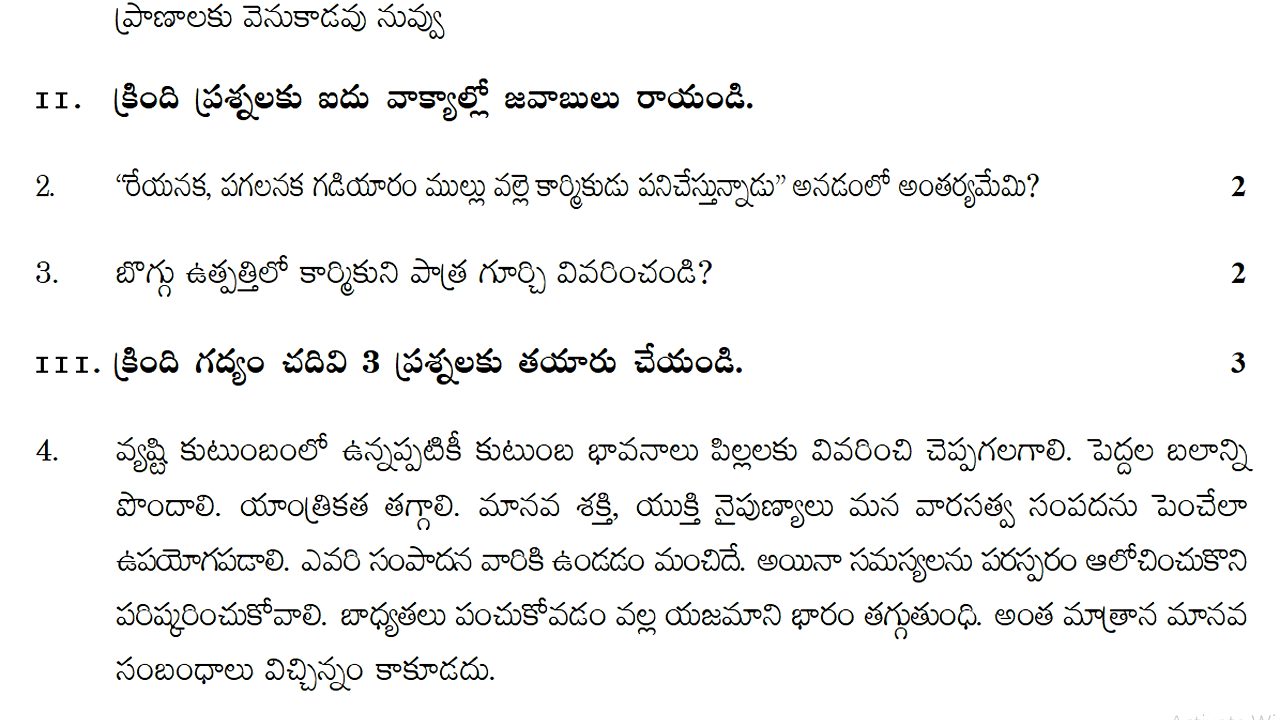 ప్రాణాలకు వెనుకాడవు నువ్వు
II. క్రింది ప్రశ్నలకు ఐదు వాక్యాల్లో జవాబులు రాయండి.
2. “రేయనక, పగలనక గడియారం ముల్లు వల్లె కార్మికుడు పనిచేస్తున్నాడు” అనడంలో అంతర్యమేమి? 2
3. బొగ్గు ఉత్పత్తిలో కార్మికుని పాత్ర గూర్చి వివరించండి? 2
III. క్రింది గద్యం చదివి 3 ప్రశ్నలకు తయారు చేయండి. 3
4. వ్యష్టి కుటుంబంలో ఉన్నప్పటికీ కుటుంబ భావనాలు పిల్లలకు వివరించి చెప్పగలగాలి. పెద్దల బలాన్ని
పొందాలి. యాంత్రికత తగ్గాలి. మానవ శక్తి, యుక్తి నైపుణ్యాలు మన వారసత్వ సంపదను పెంచేలా
ఉపయోగపడాలి. ఎవరి సంపాదన వారికి ఉండడం మంచిదే. అయినా సమస్యలను పరస్పరం ఆలోచించుకొని
పరిష్కరించుకోవాలి. బాధ్యతలు పంచుకోవడం వల్ల యజమాని భారం తగ్గుతుంధి. అంత మాత్రాన మానవ
సంబంధాలు విచ్ఛిన్నం కాకూడదు.